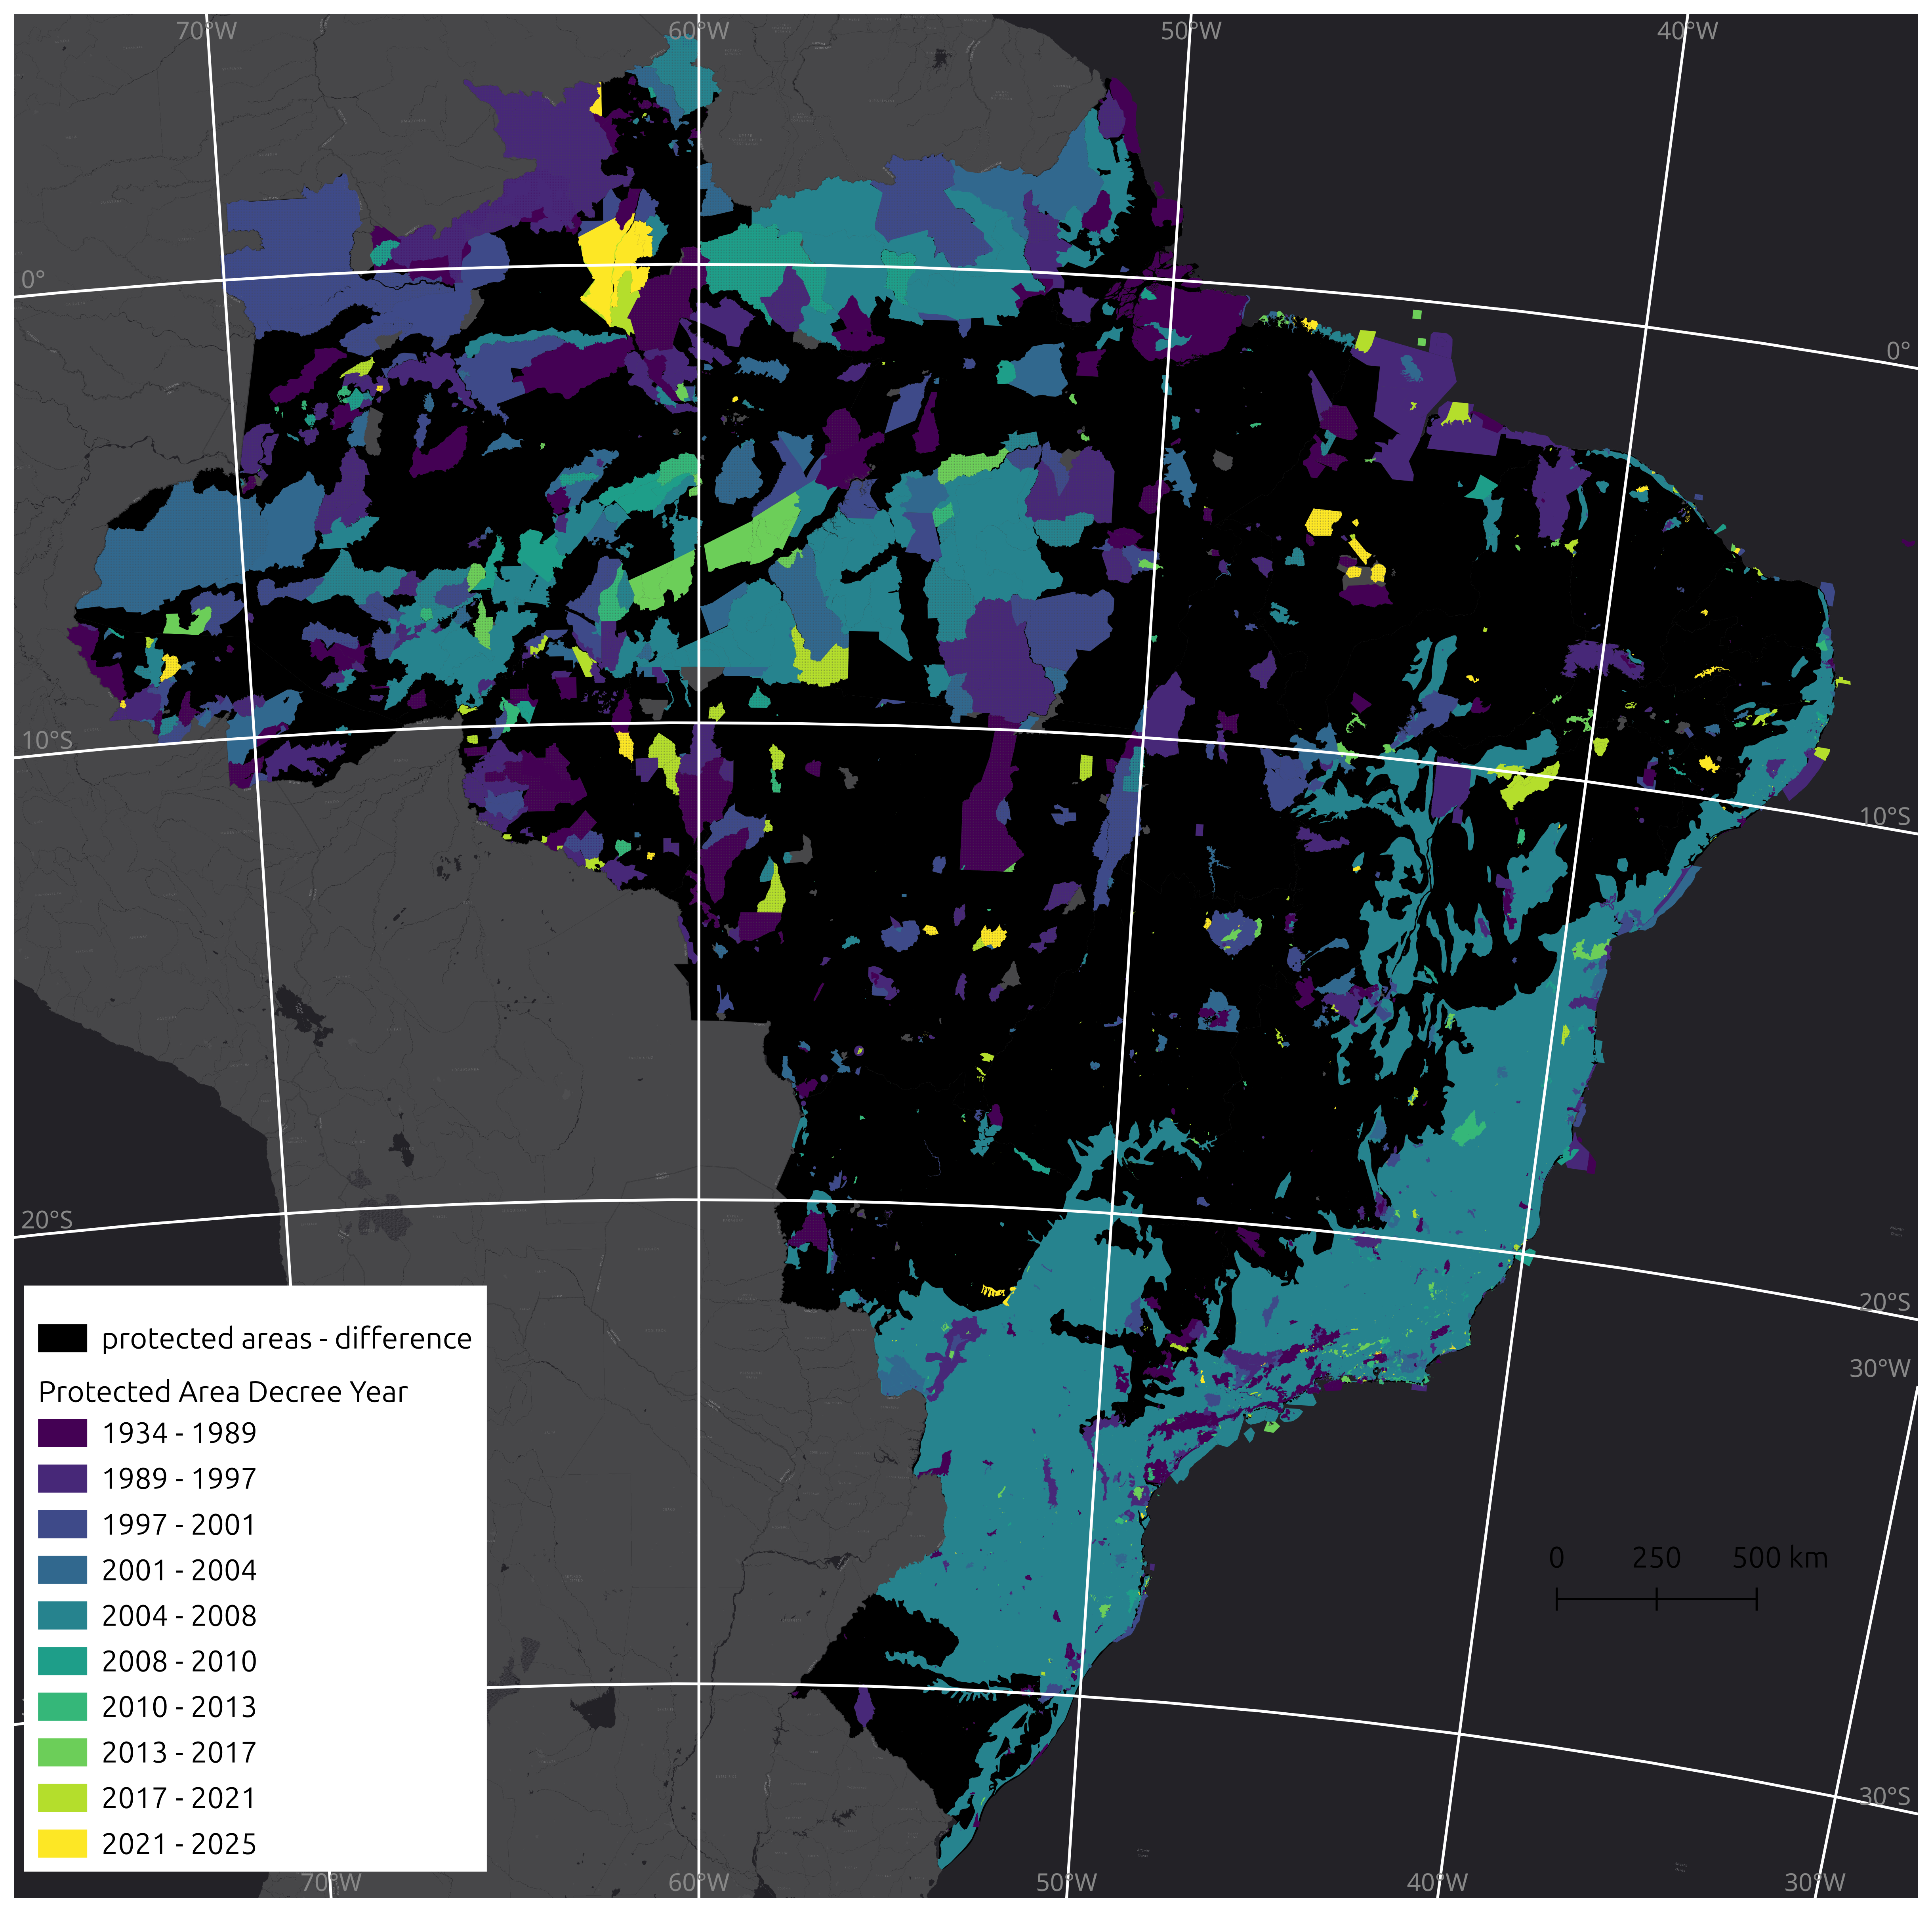 70°W
60°W
50°W
40°W
0°
0°
10°S
10°S
20°S
20°S
30°W
protected areas - difference
Protected Area Decree Year
1934 - 1989
1989 - 1997
1997 - 2001
2001 - 2004
2004 - 2008
2008 - 2010
2010 - 2013
2013 - 2017
2017 - 2021
2021 - 2025
0 250 500 km
30°S
70°W
60°W
50°W
40°W
30°W